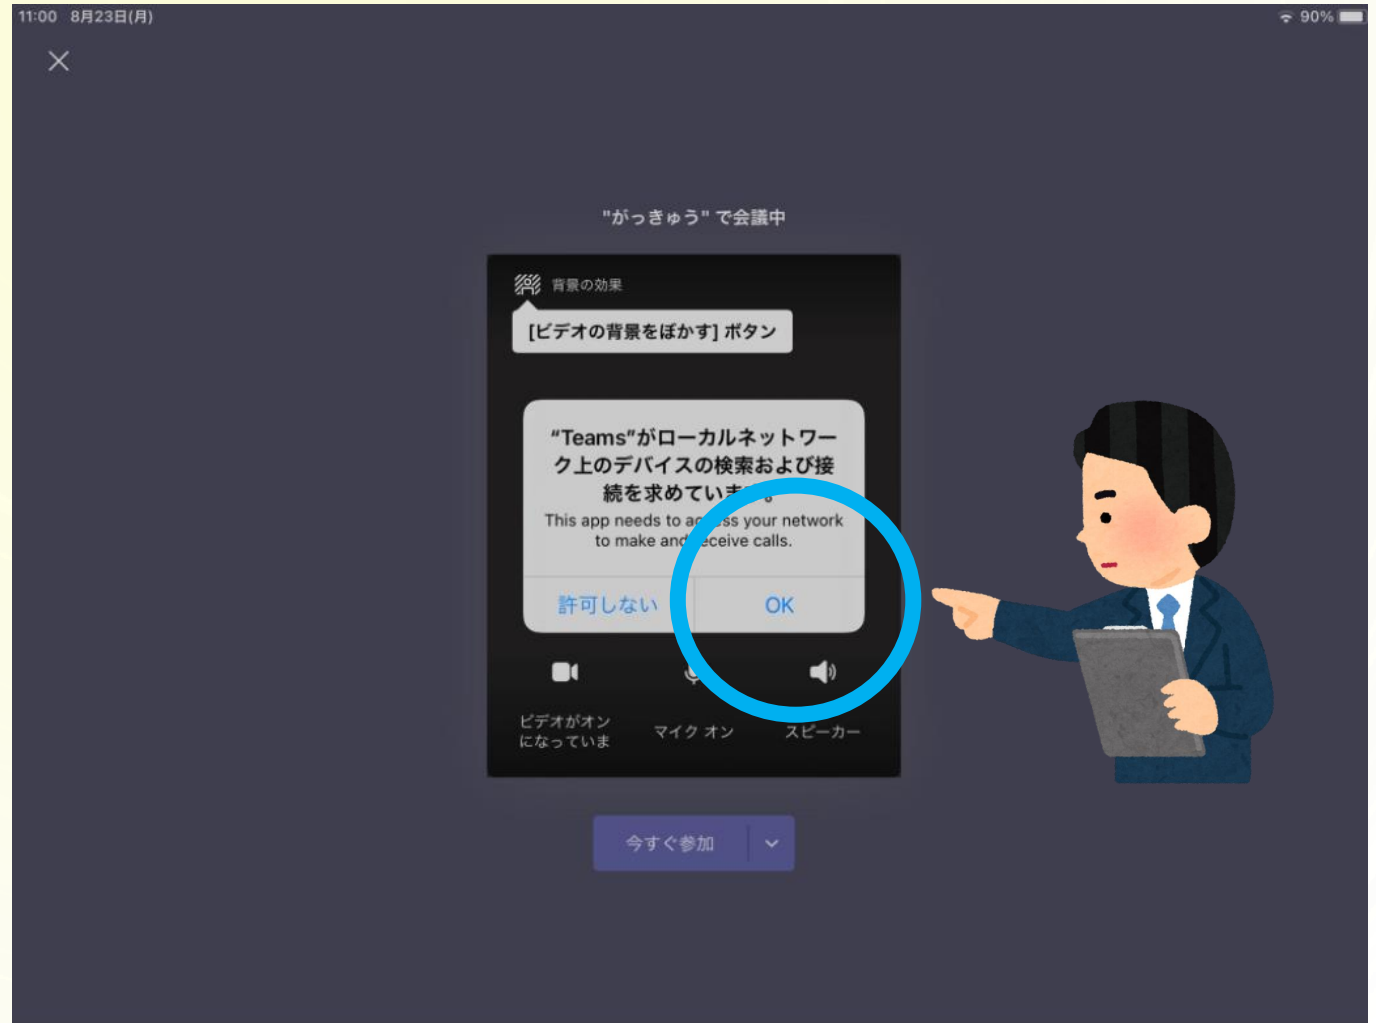 11:00 8月23日(月)
90%
"がっきゅう" で会議中
背景の効果
[ビデオの背景をぼかす] ボタン
“Teams”がローカルネットワー
ク上のデバイスの検索および接
続を求めています。
This app needs to access your network
to make and receive calls.
許可しない
OK
ビデオがオン
になっていま
マイク オン
スピーカー
今すぐ参加